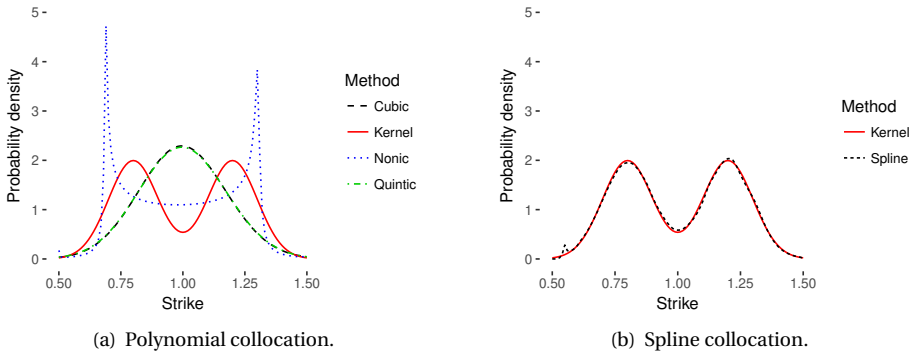 5
4
3
2
1
0
Probability density
0.50
0.75
1.00
1.25
1.50
Strike
Method
Cubic
Kernel
Nonic
Quintic
(a) Polynomial collocation.
5
4
3
2
1
0
Probability density
0.50
0.75
1.00
1.25
1.50
Strike
Method
Kernel
Spline
(b) Spline collocation.